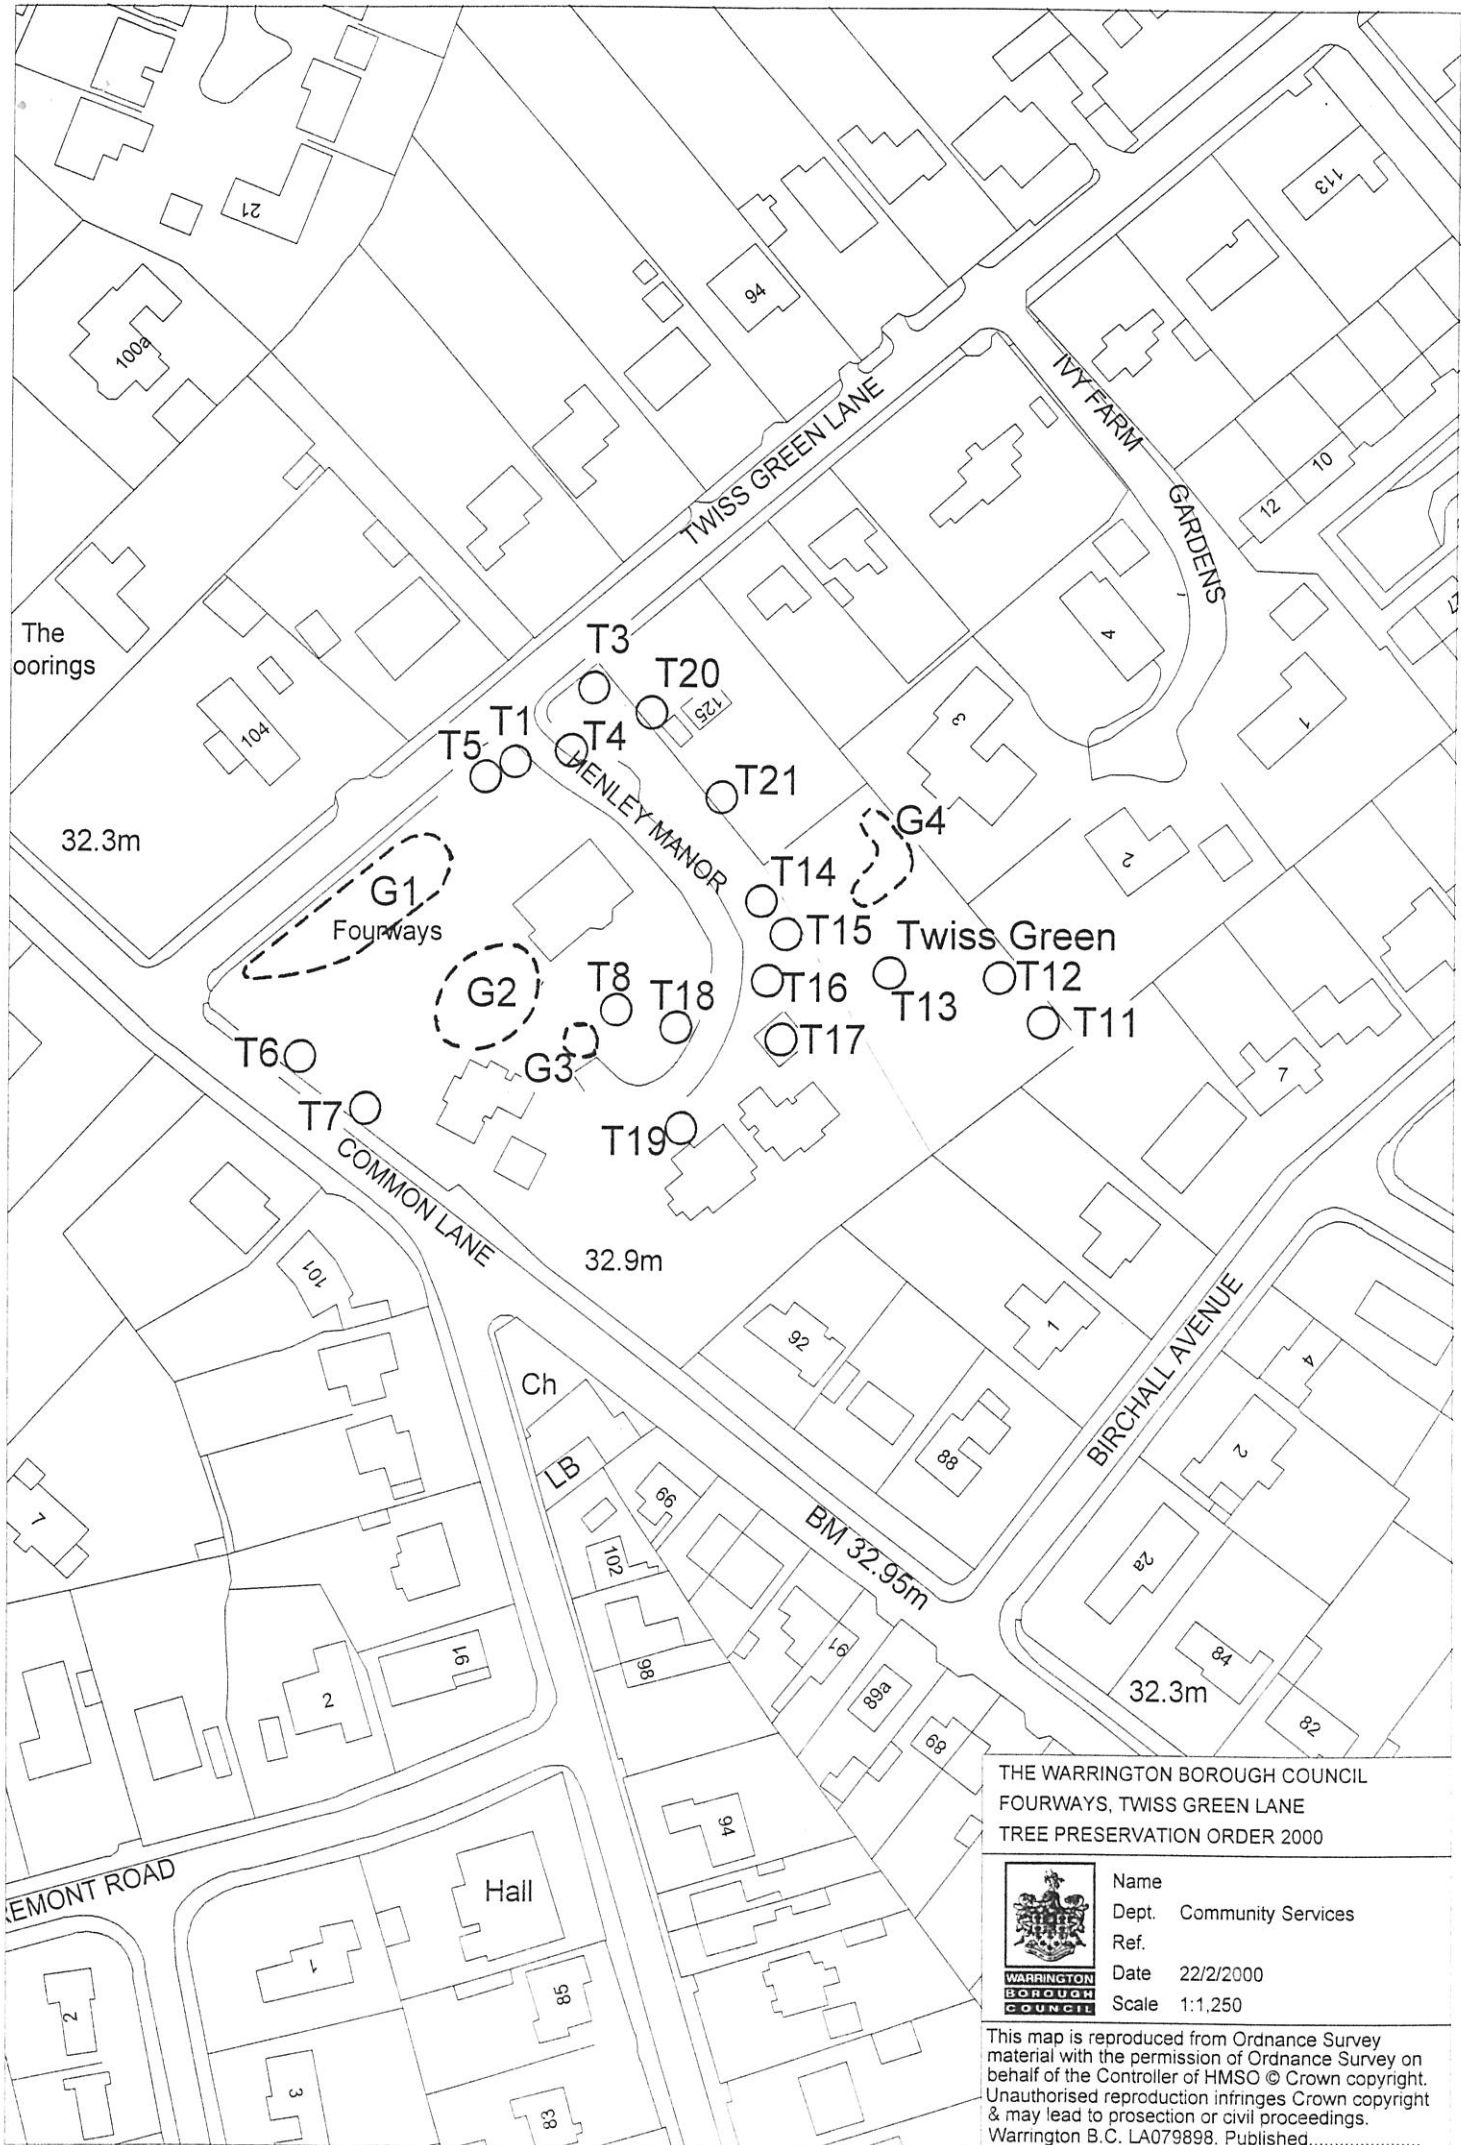 21
100a
94
113
TWISS GREEN LANE
IVY FARM
GARDENS
10
12
27
The
oorings
104
4
3
1
2
T3
T20
125
T1
T5
T4
HENLEY MANOR
T21
G4
32.3m
G1
Fourways
T14
T15
Twiss Green
G2
T8
T18
T16
T13
T12
T11
T6
G3
T17
7
T7
T19
COMMON LANE
101
32.9m
92
1
BIRCHALL AVENUE
4
Ch
LB
66
88
2
7
102
BM 32.95m
2a
91
98
2
91
89a
89
84
32.3m
82
94
EMONT ROAD
Hall
1
2
85
3
83
THE WARRINGTON BOROUGH COUNCIL
FOURWAYS, TWISS GREEN LANE
TREE PRESERVATION ORDER 2000
Name
Dept. Community Services
Ref.
Date 22/2/2000
Scale 1:1,250
WARRINGTON
BOROUGH
COUNCIL
This map is reproduced from Ordnance Survey
material with the permission of Ordnance Survey on
behalf of the Controller of HMSO © Crown copyright.
Unauthorised reproduction infringes Crown copyright
& may lead to prosection or civil proceedings.
Warrington B.C. LA079898. Published......................